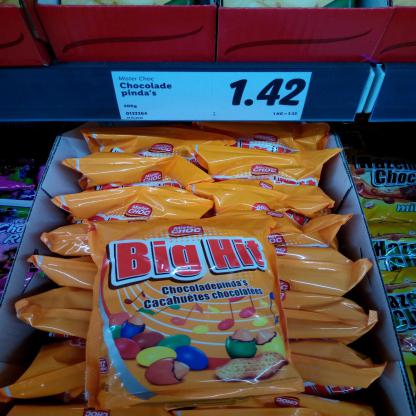 Mister Choc
Chocolade
pinda's
1.42
Mister
CHOC
Big Hit
Chocoladepinda's
Cacahuètes chocolatées